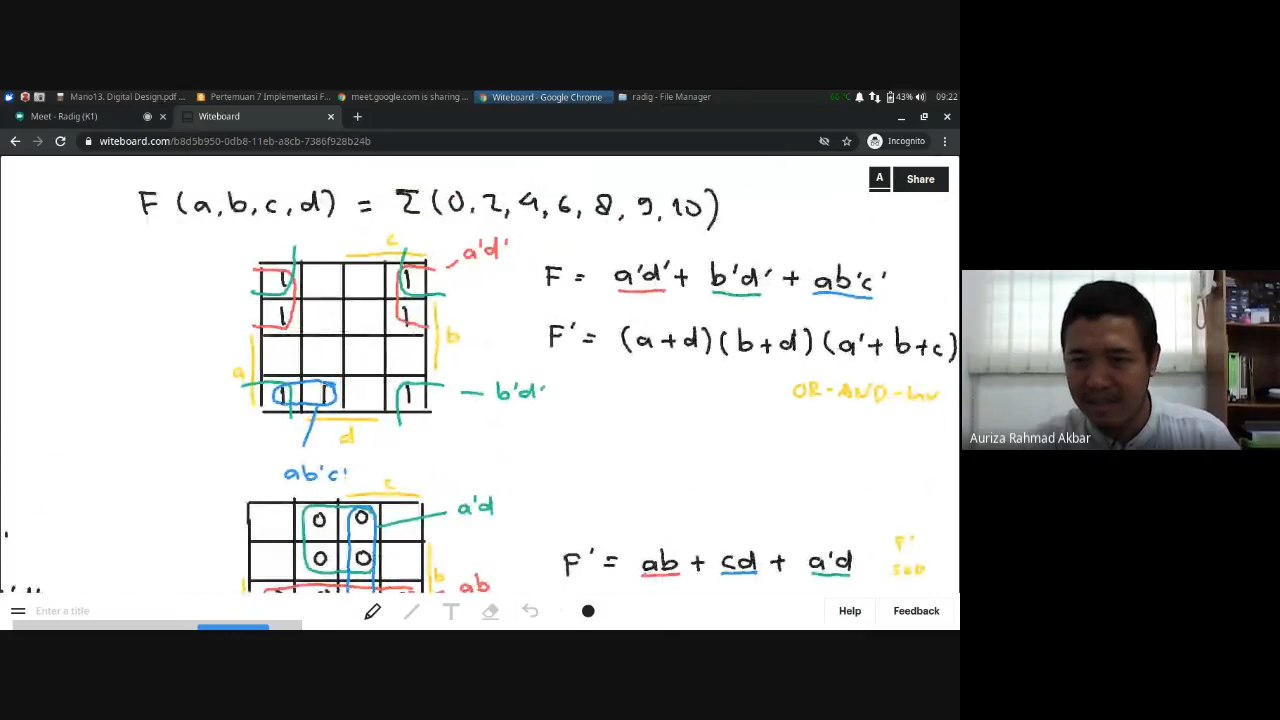 Mano13. Digital Design.pdf ...
Pertemuan 7 Implementasi F...
meet.google.com is sharing ...
Witeboard - Google Chrome
radig - File Manager
43%
09:22
Meet - Radig (K1)
Witeboard
witeboard.com/b8d5b950-0db8-11eb-a8cb-7386f928b24b
Incognito
A
Share
F (a,b,c,d) = Σ(0,2,4,6,8,9,10)
c
a'd'
1 1
1 1
b
a
1 1 1
b'd'
d
ab'c'
F = a'd' + b'd' + ab'c'
F' = (a+d)(b+d)(a'+b+c)
OR-AND-Inv
c
a'd
0 0
0 0
b
ab
F' = ab + cd + a'd
F'
SOP
Auriza Rahmad Akbar
Enter a title
T
Help
Feedback